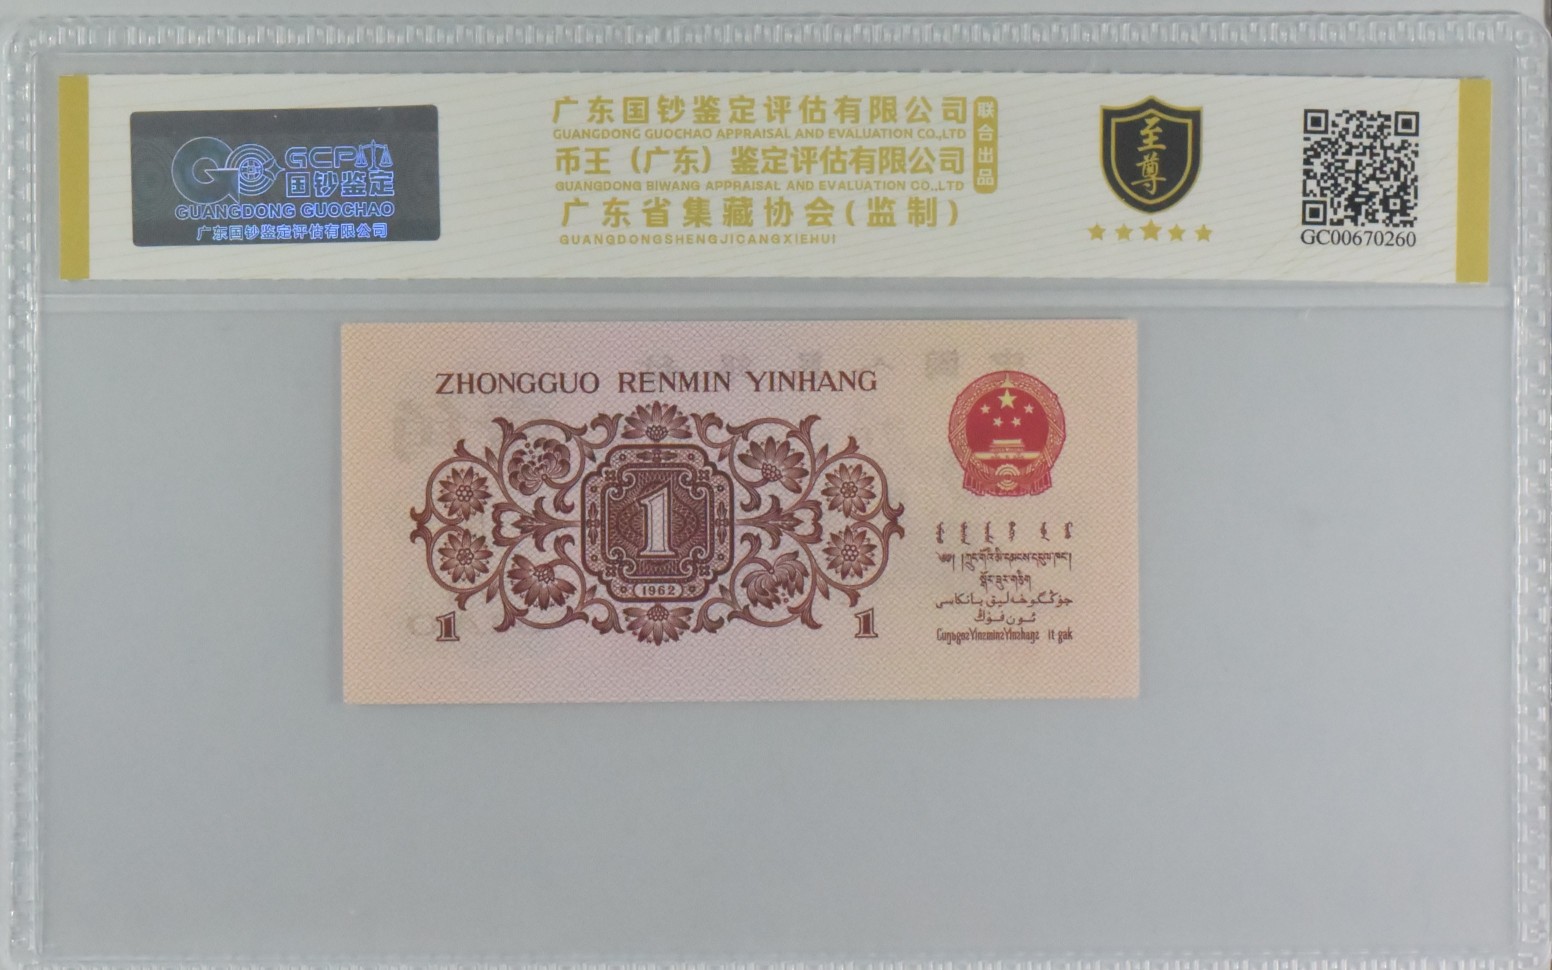 GCP
国钞鉴定
GUANGDONG GUOCHAO
广东国钞鉴定评估有限公司
广东国钞鉴定评估有限公司
GUANGDONG GUOCHAO APPRAISAL AND EVALUATION CO.,LTD
币王（广东）鉴定评估有限公司
GUANGDONG BIWANG APPRAISAL AND EVALUATION CO.,LTD
广东省集藏协会(监制)
GUANGDONGSHENGJICANGXIEHUI
联合出品
至尊
GC00670260
ZHONGGUO RENMIN YINHANG
1
1962
1
1
جۇڭگوخەلىق بانكاسى
ئۇن فۇڭ